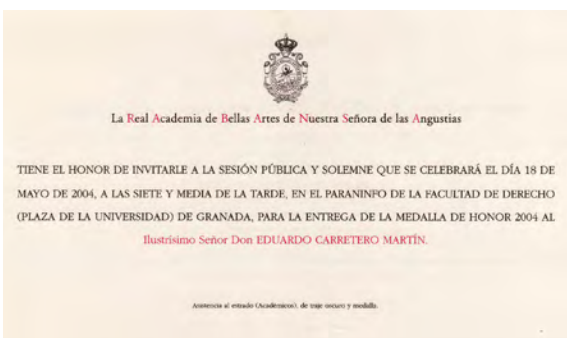 La Real Academia de Bellas Artes de Nuestra Señora de las Angustias
TIENE EL HONOR DE INVITARLE A LA SESIÓN PÚBLICA Y SOLEMNE QUE SE CELEBRARÁ EL DÍA 18 DE
MAYO DE 2004, A LAS SIETE Y MEDIA DE LA TARDE, EN EL PARANINFO DE LA FACULTAD DE DERECHO
(PLAZA DE LA UNIVERSIDAD) DE GRANADA, PARA LA ENTREGA DE LA MEDALLA DE HONOR 2004 AL
Ilustrísimo Señor Don EDUARDO CARRETERO MARTÍN.
Asistencia al estrado (Académicos), de traje oscuro y medalla.